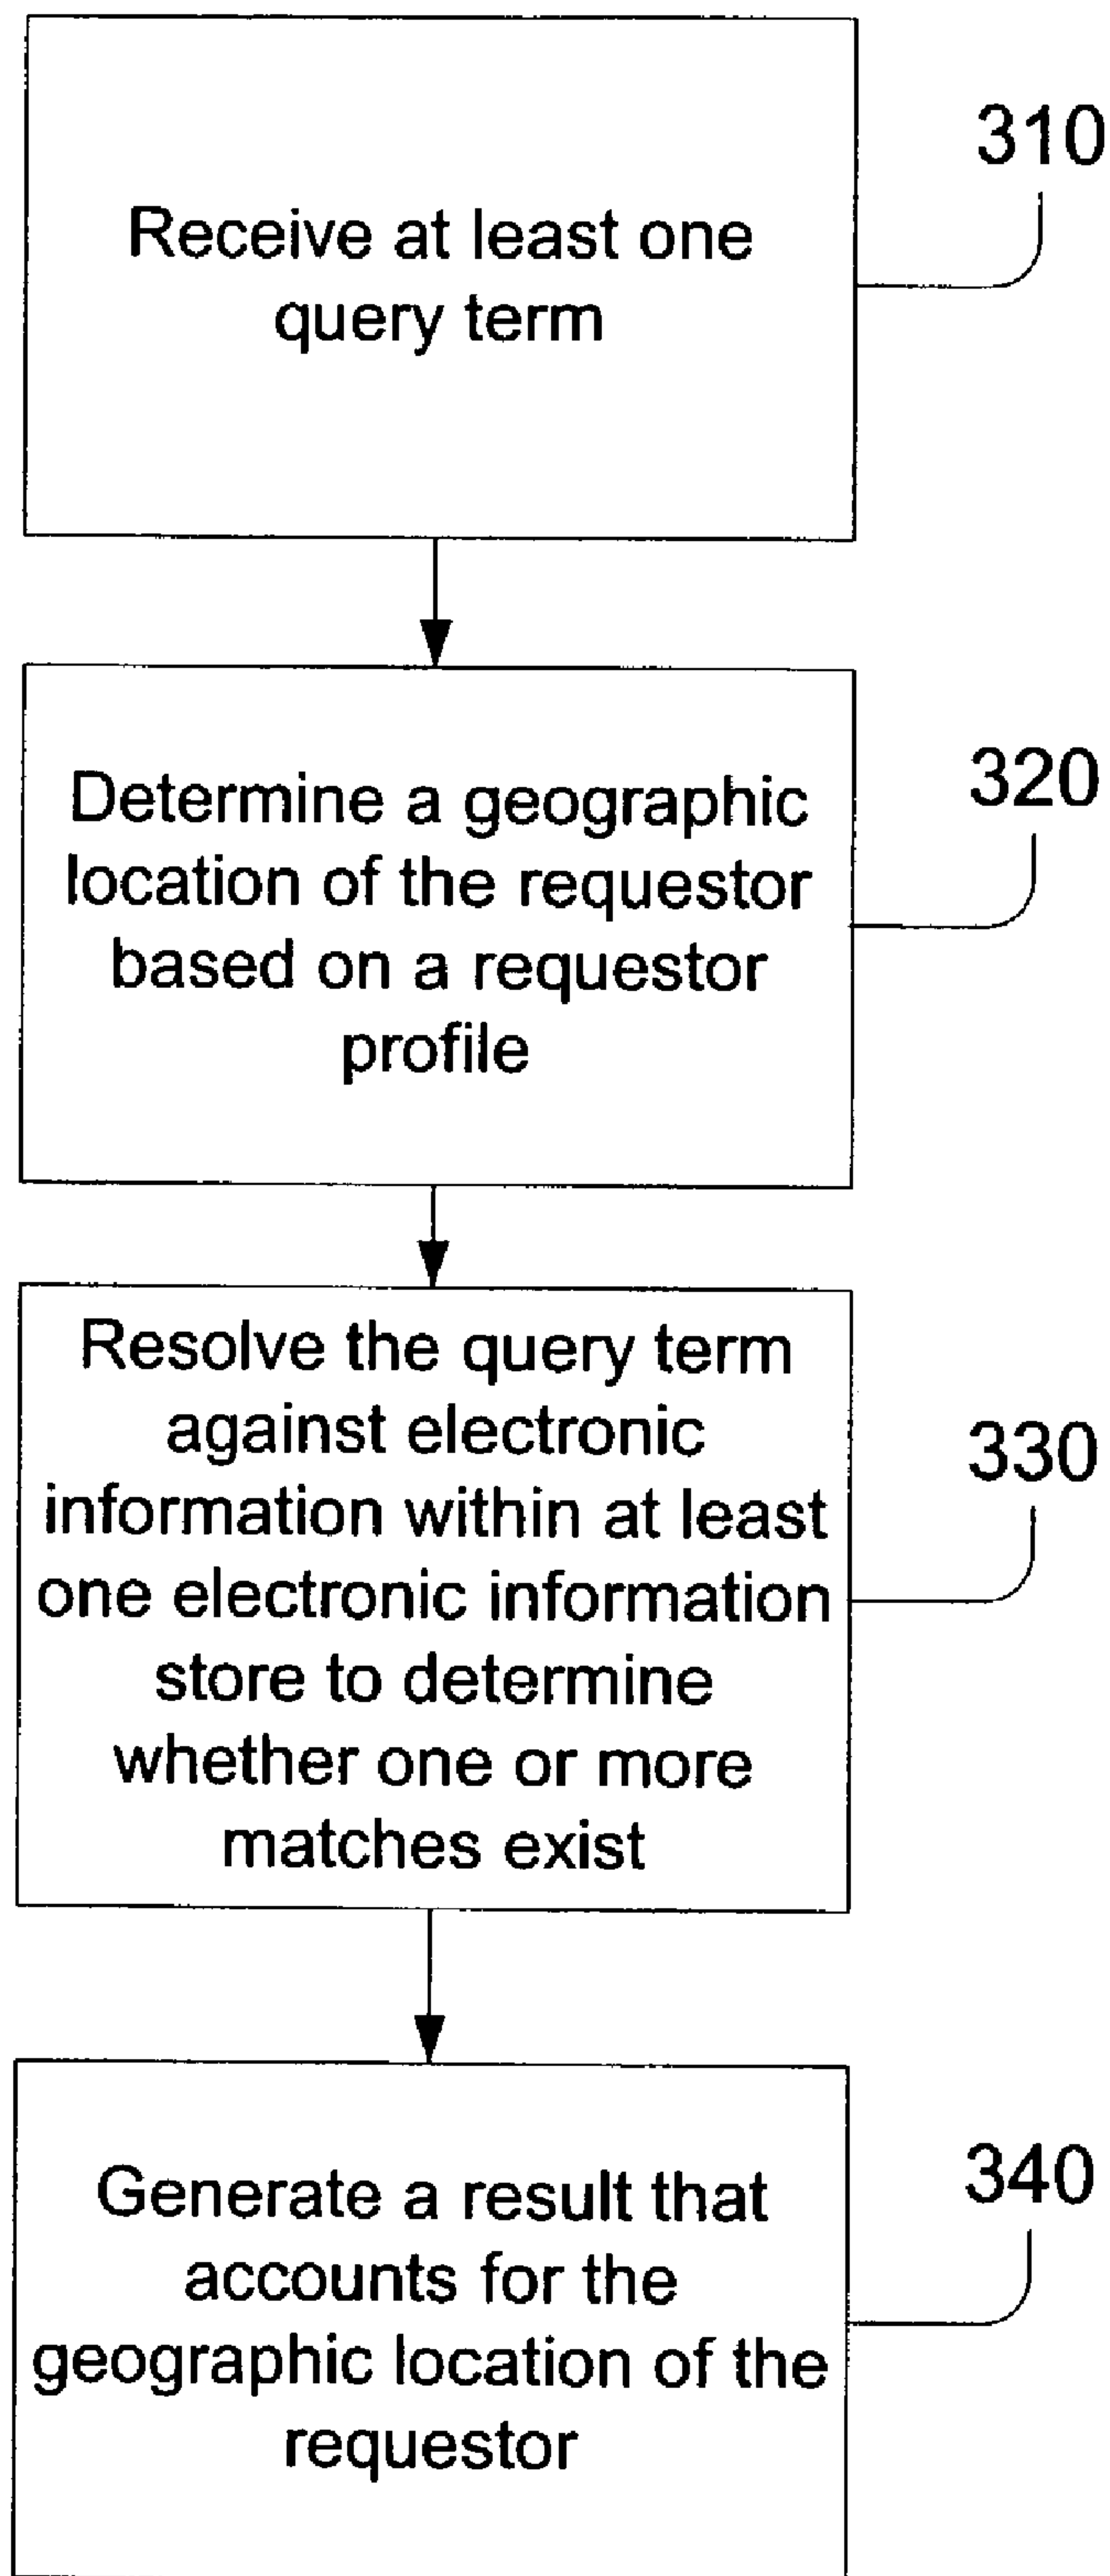 Receive at least one
query term
310
Determine a geographic
location of the requestor
based on a requestor
profile
320
Resolve the query term
against electronic
information within at least
one electronic information
store to determine
whether one or more
matches exist
330
Generate a result that
accounts for the
geographic location of the
requestor
340